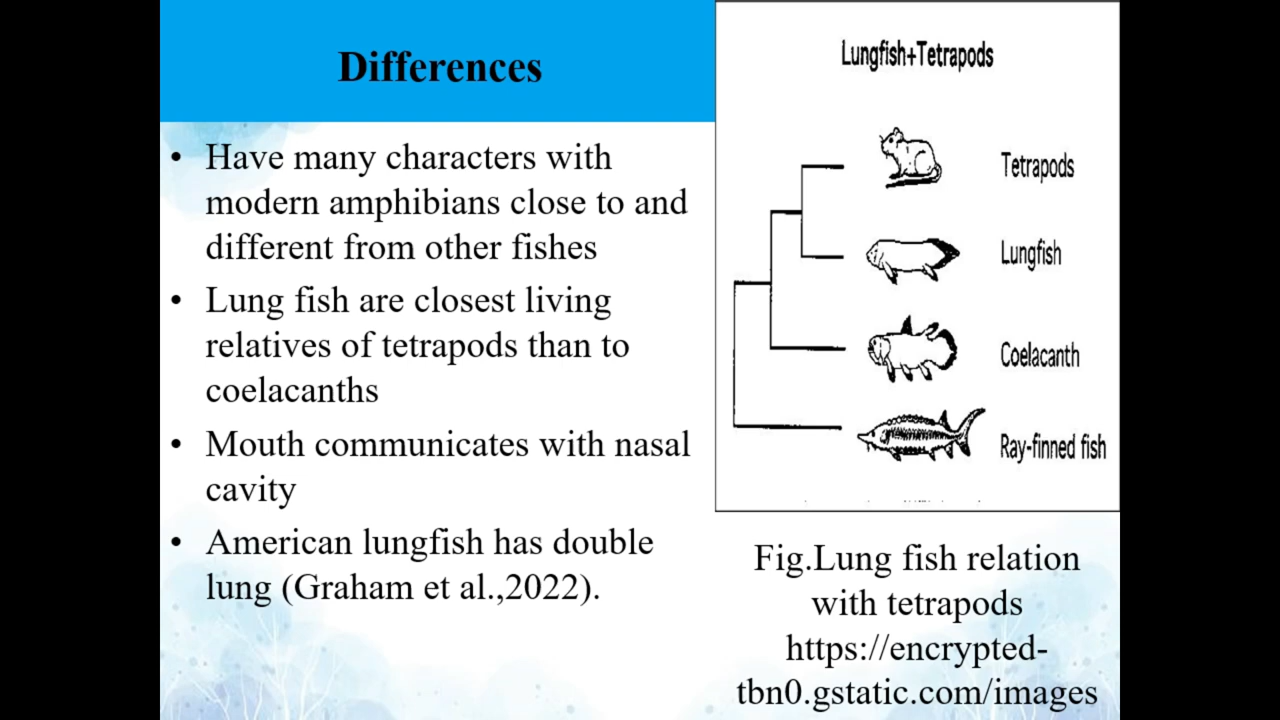 Differences
• Have many characters with
modern amphibians close to and
different from other fishes
• Lung fish are closest living
relatives of tetrapods than to
coelacanths
• Mouth communicates with nasal
cavity
• American lungfish has double
lung (Graham et al.,2022).
Lungfish+Tetrapods
Tetrapods
Lungfish
Coelacanth
Ray-finned fish
Fig.Lung fish relation
with tetrapods
https://encrypted-
tbn0.gstatic.com/images